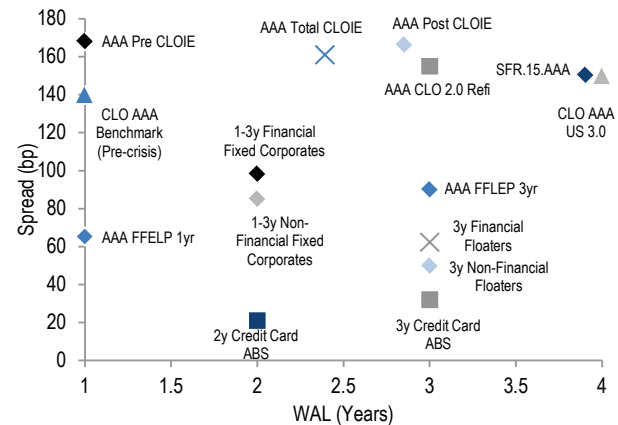 180
160
140
120
100
80
60
40
20
0
Spread (bp)
AAA Pre CLOIE
AAA Total CLOIE
AAA Post CLOIE
AAA CLO 2.0 Refi
SFR.15.AAA
CLO AAA
US 3.0
CLO AAA
Benchmark
(Pre-crisis)
1-3y Financial
Fixed Corporates
1-3y Non-
Financial Fixed
Corporates
AAA FFLEP 3yr
AAA FFELP 1yr
3y Financial
Floaters
3y Non-Financial
Floaters
2y Credit Card
ABS
3y Credit Card
ABS
1
1.5
2
2.5
3
3.5
4
WAL (Years)